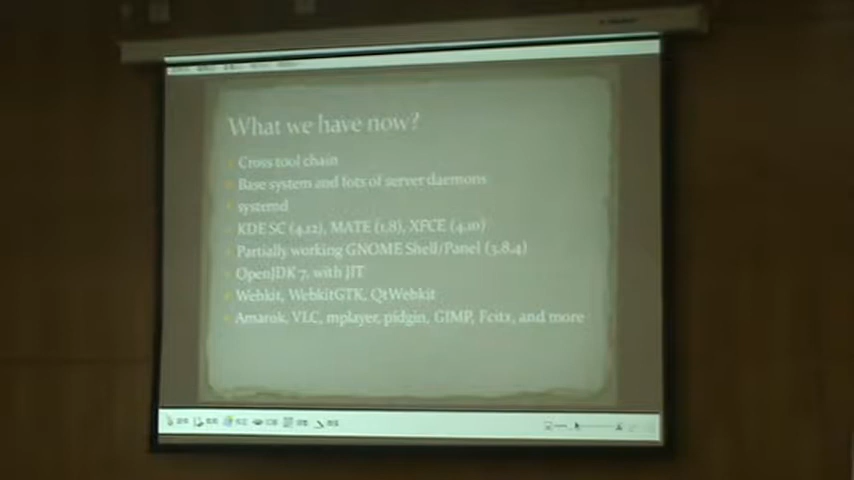 What we have now?
Cross tool chain
Base system and lots of server daemons
systemd
KDE SC (4.12), MATE (1.8), XFCE (4.10)
Partially working GNOME Shell/Panel (3.8.4)
OpenJDK 7, with JIT
Webkit, WebkitGTK, QtWebkit
Amarok, VLC, mplayer, pidgin, GIMP, Fcitx, and more